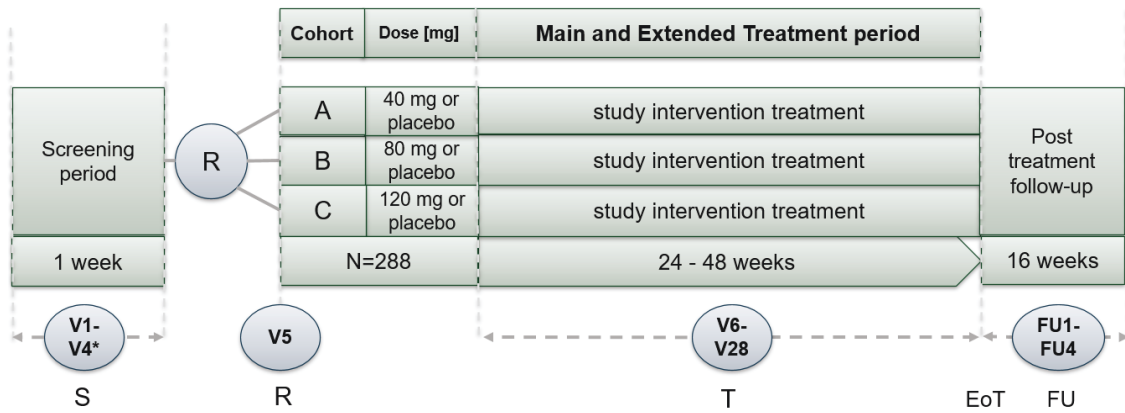 Cohort
Dose [mg]
Main and Extended Treatment period
Screening
period
R
A
40 mg or
placebo
study intervention treatment
B
80 mg or
placebo
study intervention treatment
C
120 mg or
placebo
study intervention treatment
Post
treatment
follow-up
1 week
N=288
24 - 48 weeks
16 weeks
V1-
V4*
V5
V6-
V28
FU1-
FU4
S
R
T
EoT
FU